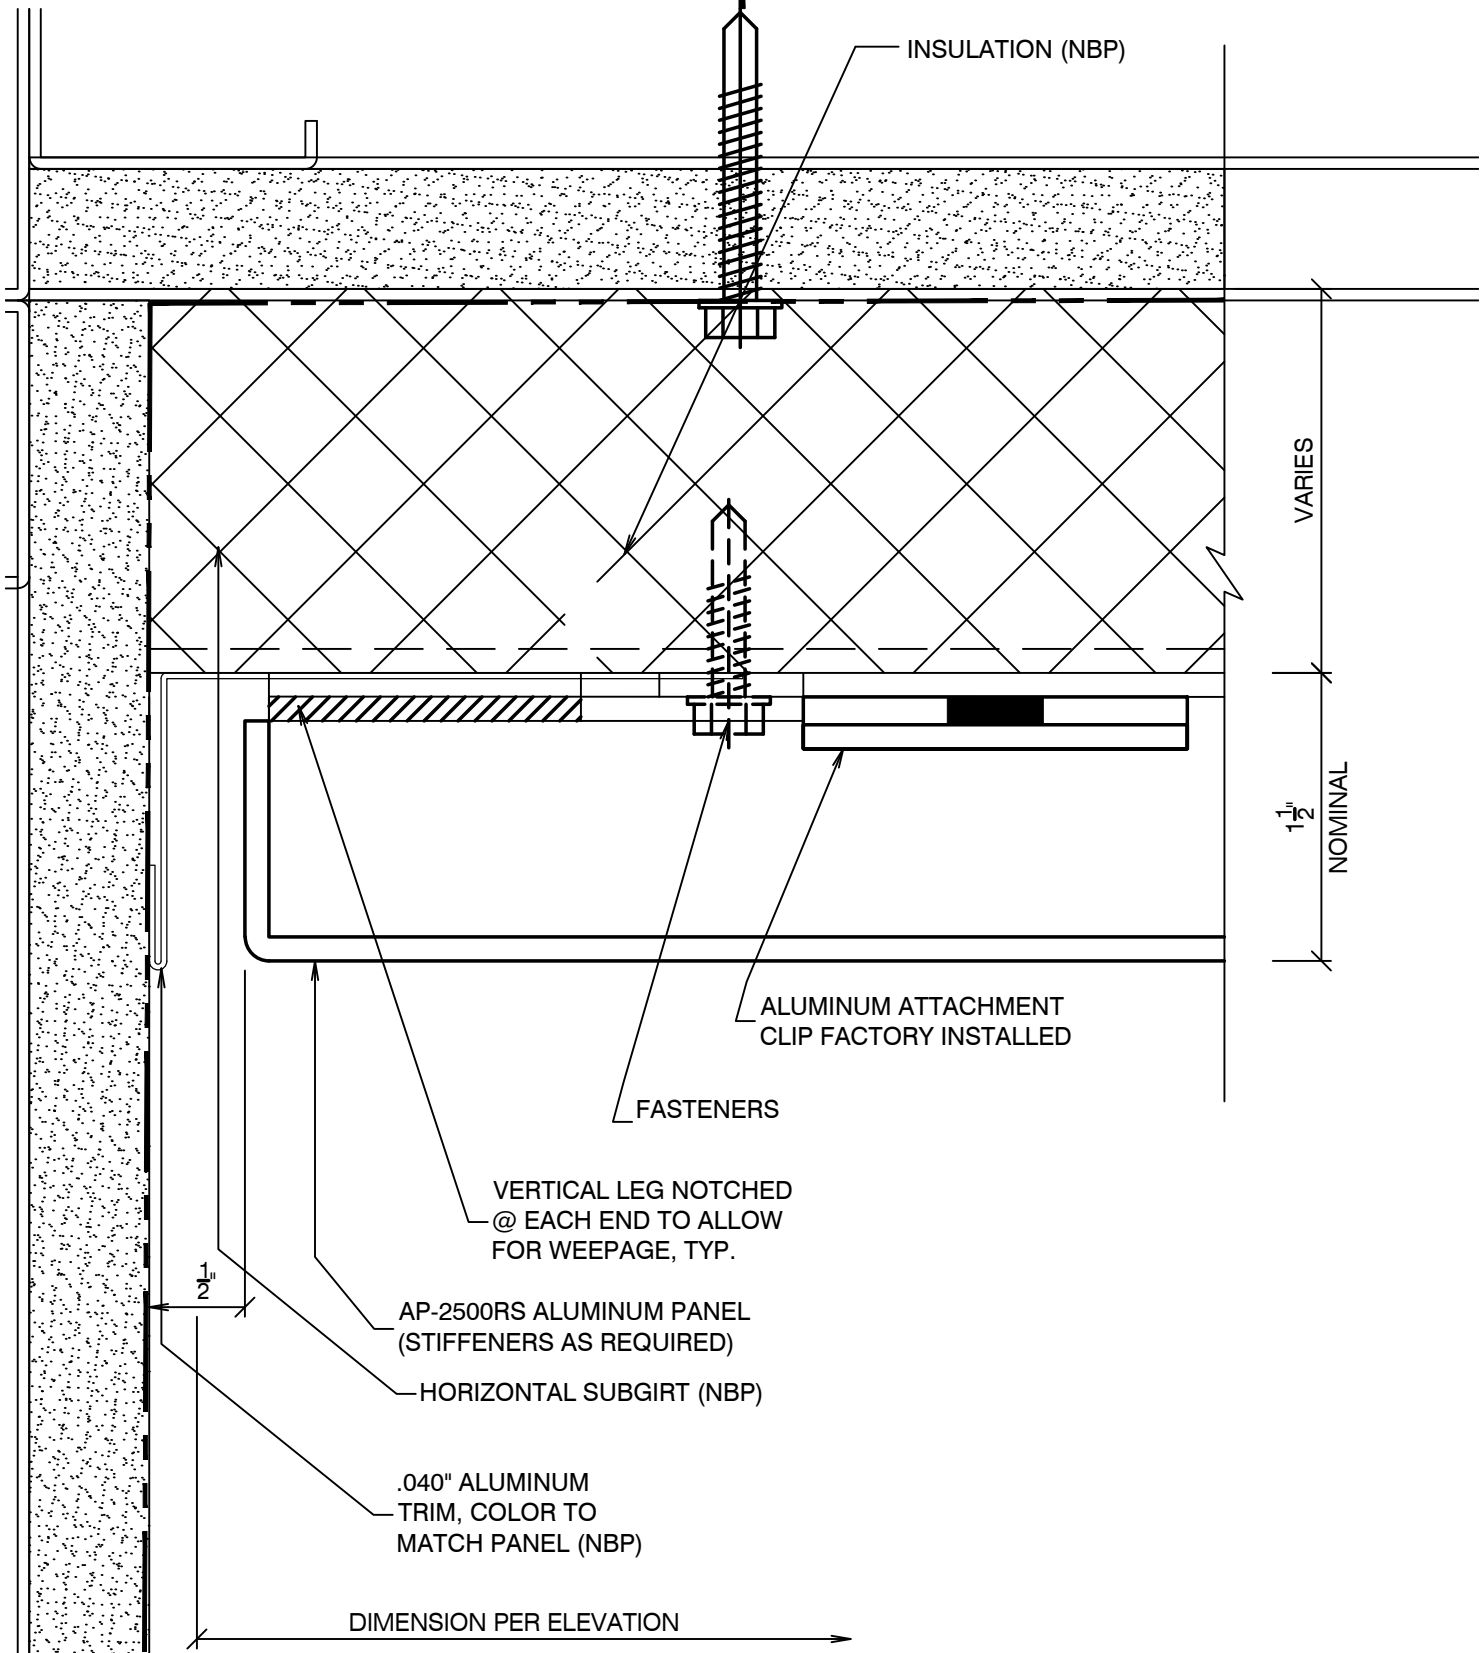 INSULATION (NBP)
VARIES
1 1/2"
NOMINAL
ALUMINUM ATTACHMENT
CLIP FACTORY INSTALLED
FASTENERS
VERTICAL LEG NOTCHED
@ EACH END TO ALLOW
FOR WEEPAGE, TYP.
1/2"
AP-2500RS ALUMINUM PANEL
(STIFFENERS AS REQUIRED)
HORIZONTAL SUBGIRT (NBP)
.040" ALUMINUM
TRIM, COLOR TO
MATCH PANEL (NBP)
DIMENSION PER ELEVATION